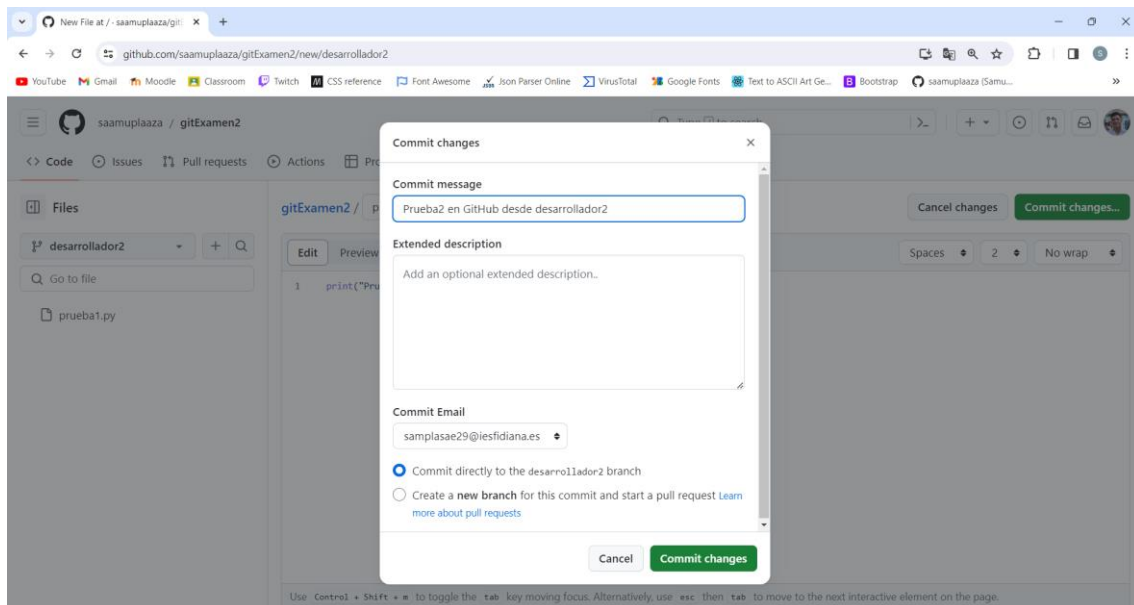 New File at / · saamuplaaza/git
github.com/saamuplaaza/gitExamen2/new/desarrollador2
S
YouTube Gmail Moodle Classroom Twitch CSS reference Font Awesome Json Parser Online VirusTotal Google Fonts Text to ASCII Art Ge... Bootstrap saamuplaaza (Samu... »
saamuplaaza / gitExamen2
Type / to search
Code Issues Pull requests Actions
Files
desarrollador2
Go to file
prueba1.py
gitExamen2 /
Cancel changes Commit changes...
Edit Preview
Spaces 2 No wrap
1 print("Pru
Commit changes
Commit message
Prueba2 en GitHub desde desarrollador2
Extended description
Add an optional extended description..
Commit Email
samplasae29@iesfidiana.es
Commit directly to the desarrollador2 branch
Create a new branch for this commit and start a pull request Learn
more about pull requests
Cancel Commit changes
Use Control + Shift + m to toggle the tab key moving focus. Alternatively, use esc then tab to move to the next interactive element on the page.